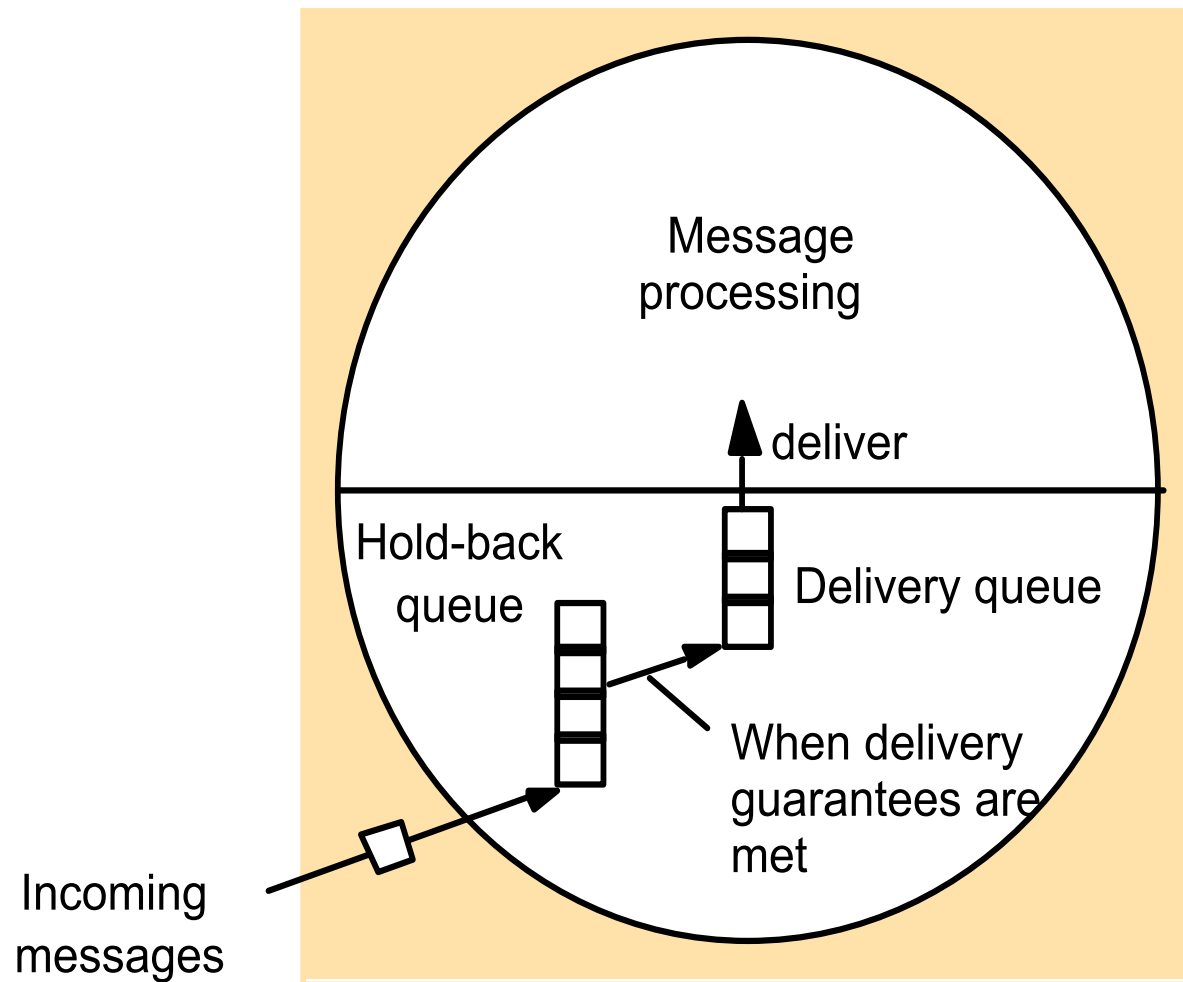 Message
processing
deliver
Hold-back
queue
Delivery queue
When delivery
guarantees are
met
Incoming
messages